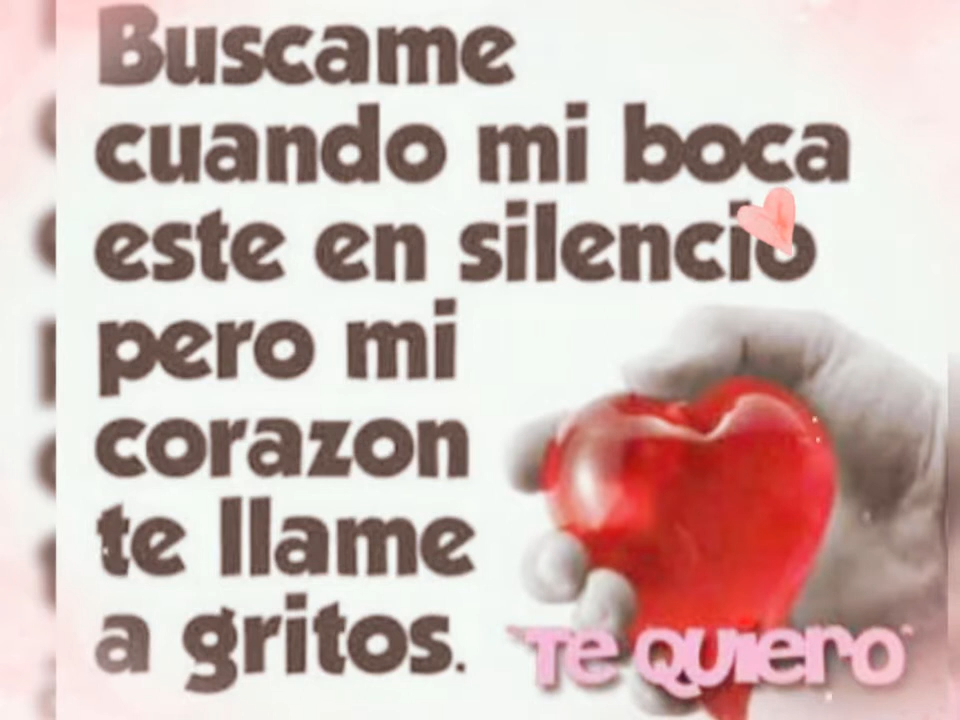 Buscame
cuando mi boca
este en silencio
pero mi
corazon
te llame
a gritos.
Te QUIero